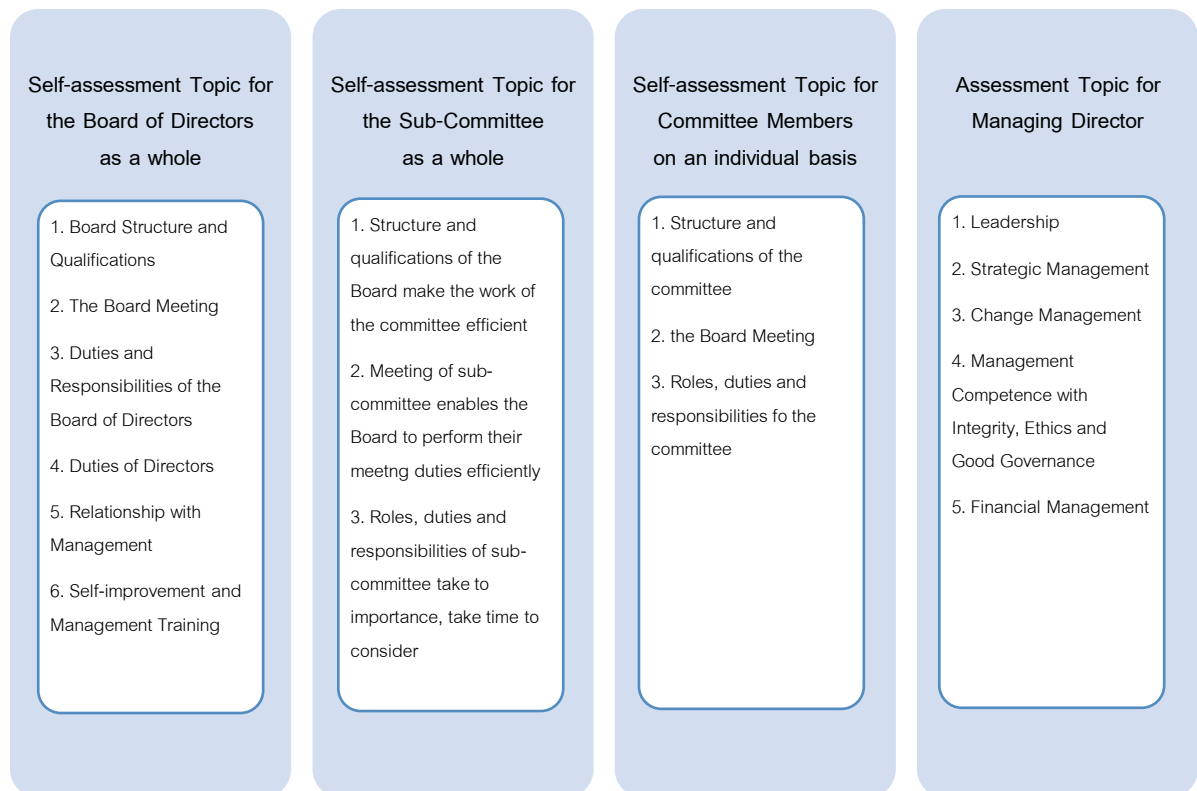 Self-assessment Topic for
the Board of Directors
as a whole
1. Board Structure and
Qualifications
2. The Board Meeting
3. Duties and
Responsibilities of the
Board of Directors
4. Duties of Directors
5. Relationship with
Management
6. Self-improvement and
Management Training
Self-assessment Topic for
the Sub-Committee
as a whole
1. Structure and
qualifications of the
Board make the work of
the committee efficient
2. Meeting of sub-
committee enables the
Board to perform their
meetng duties efficiently
3. Roles, duties and
responsibilities of sub-
committee take to
importance, take time to
consider
Self-assessment Topic for
Committee Members
on an individual basis
1. Structure and
qualifications of the
committee
2. the Board Meeting
3. Roles, duties and
responsibilities fo the
committee
Assessment Topic for
Managing Director
1. Leadership
2. Strategic Management
3. Change Management
4. Management
Competence with
Integrity, Ethics and
Good Governance
5. Financial Management